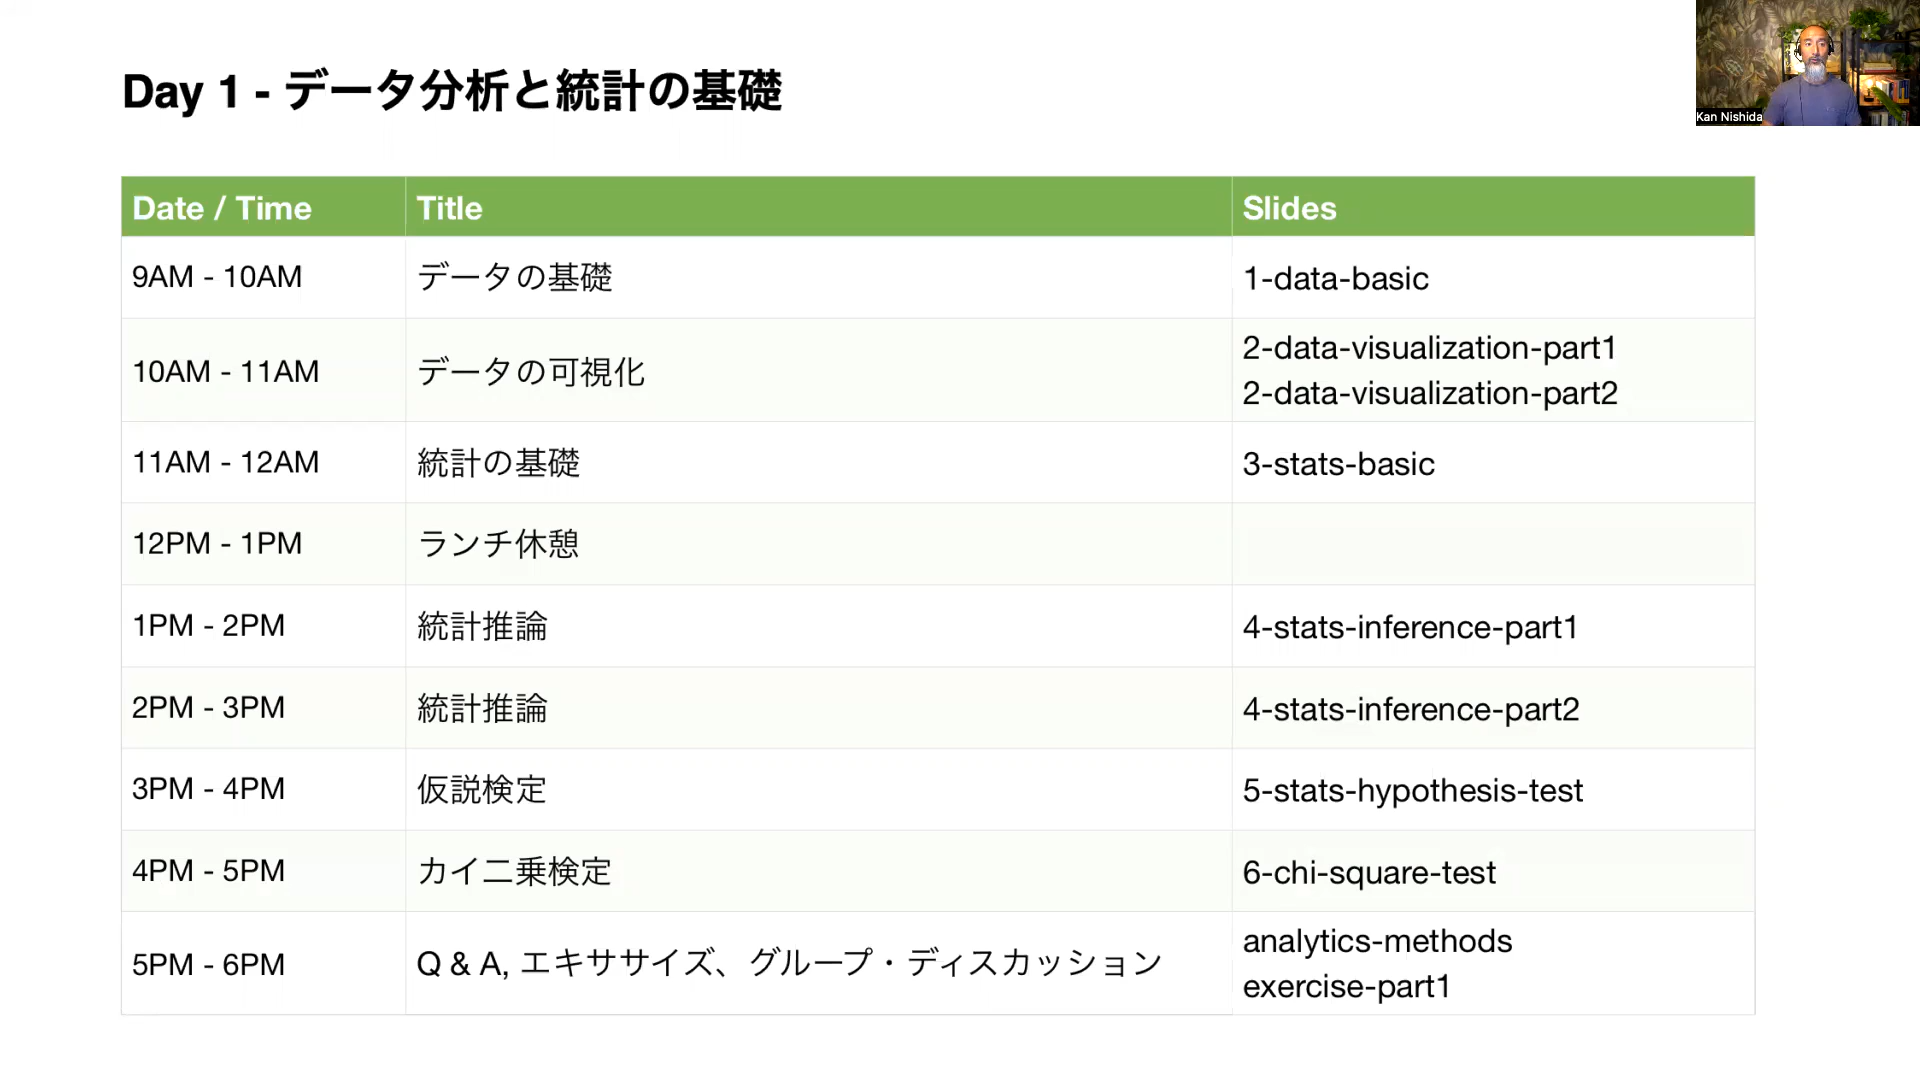 Day 1 - データ分析と統計の基礎
Kan Nishida
Date / Time Title Slides
9AM - 10AM データの基礎 1-data-basic
10AM - 11AM データの可視化 2-data-visualization-part1
2-data-visualization-part2
11AM - 12AM 統計の基礎 3-stats-basic
12PM - 1PM ランチ休憩
1PM - 2PM 統計推論 4-stats-inference-part1
2PM - 3PM 統計推論 4-stats-inference-part2
3PM - 4PM 仮説検定 5-stats-hypothesis-test
4PM - 5PM カイ二乗検定 6-chi-square-test
5PM - 6PM Q & A, エキササイズ、グループ・ディスカッション analytics-methods
exercise-part1